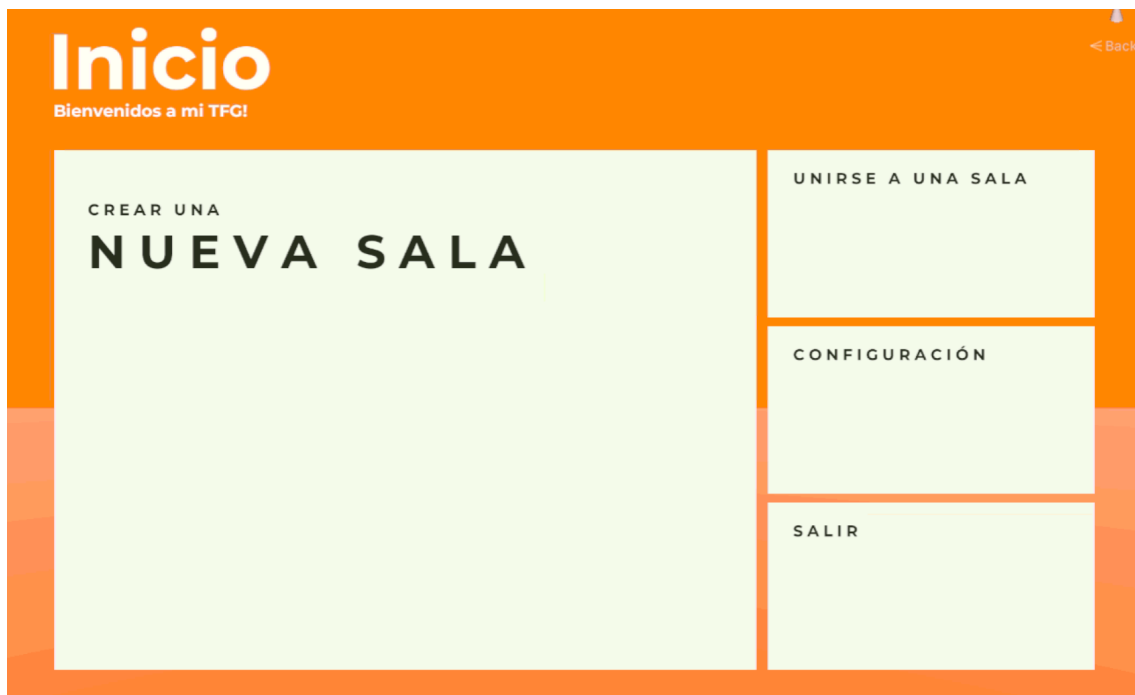 Inicio
Bienvenidos a mi TFG!
< Back
CREAR UNA
NUEVA SALA
UNIRSE A UNA SALA
CONFIGURACIÓN
SALIR